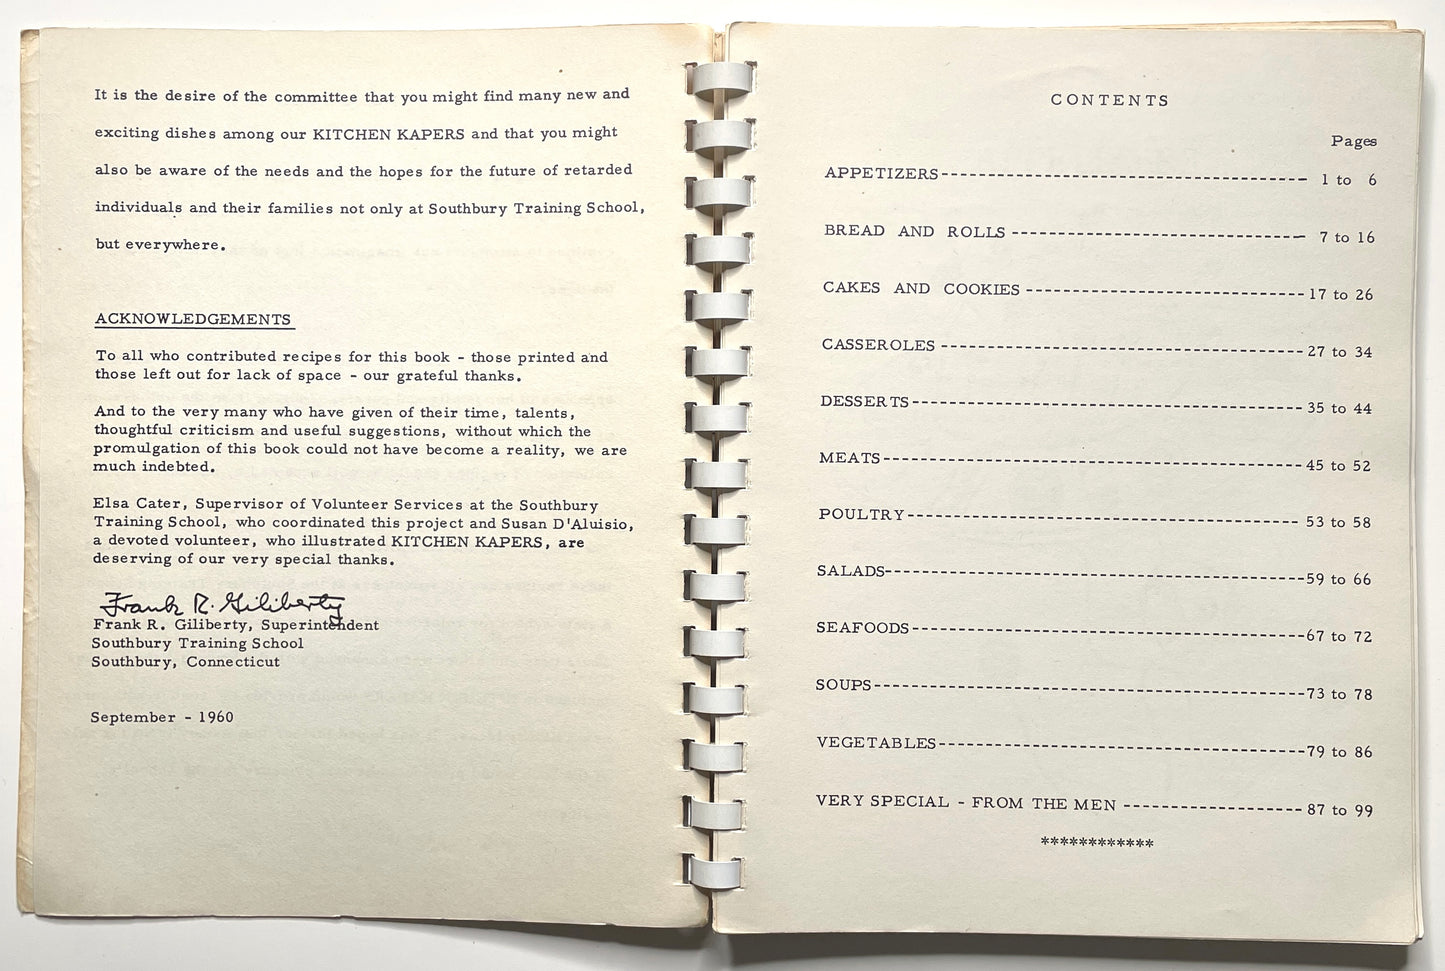 It is the desire of the committee that you might find many new and
exciting dishes among our KITCHEN KAPERS and that you might
also be aware of the needs and the hopes for the future of retarded
individuals and their families not only at Southbury Training School,
but everywhere.
ACKNOWLEDGEMENTS
To all who contributed recipes for this book - those printed and
those left out for lack of space - our grateful thanks.
And to the very many who have given of their time, talents,
thoughtful criticism and useful suggestions, without which the
promulgation of this book could not have become a reality, we are
much indebted.
Elsa Cater, Supervisor of Volunteer Services at the Southbury
Training School, who coordinated this project and Susan D'Aluisio,
a devoted volunteer, who illustrated KITCHEN KAPERS, are
deserving of our very special thanks.
Frank R. Giliberty
Frank R. Giliberty, Superintendent
Southbury Training School
Southbury, Connecticut
September - 1960
CONTENTS
Pages
APPETIZERS 1 to 6
BREAD AND ROLLS 7 to 16
CAKES AND COOKIES 17 to 26
CASSEROLES 27 to 34
DESSERTS 35 to 44
MEATS 45 to 52
POULTRY 53 to 58
SALADS 59 to 66
SEAFOODS 67 to 72
SOUPS 73 to 78
VEGETABLES 79 to 86
VERY SPECIAL - FROM THE MEN 87 to 99
************